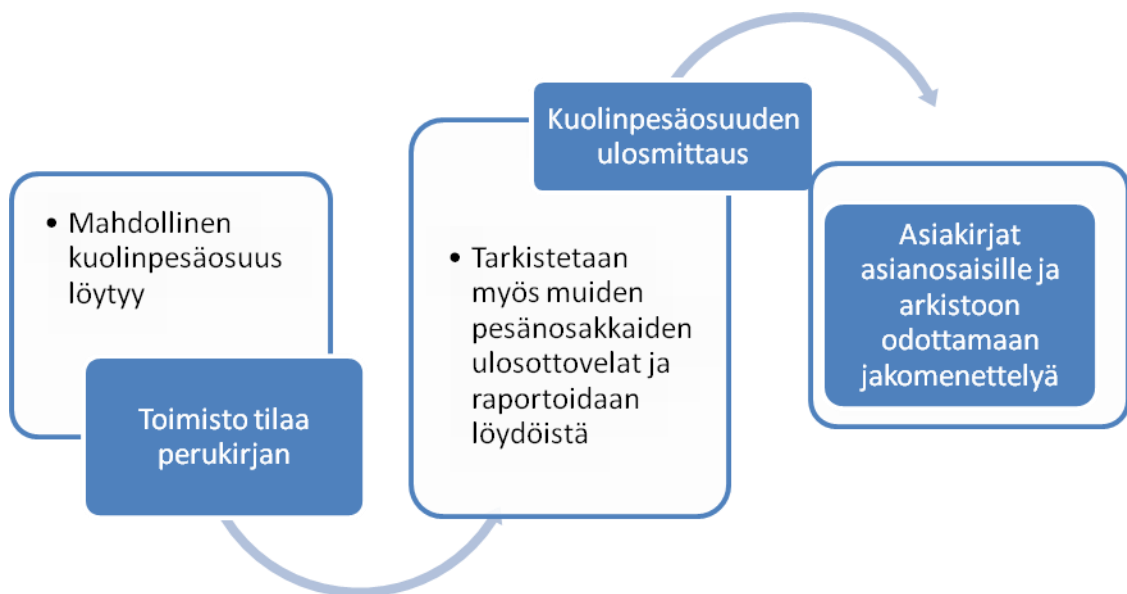 • Mahdollinen
kuolinpesäosuus
löytyy
Toimisto tilaa
perukirjan
Kuolinpesäosuuden
ulosmittaus
• Tarkistetaan
myös muiden
pesänosakkaiden
ulosottovelat ja
raportoidaan
löydöistä
Asiakirjat
asianosaisille ja
arkistoon
odottamaan
jakomenettelyä